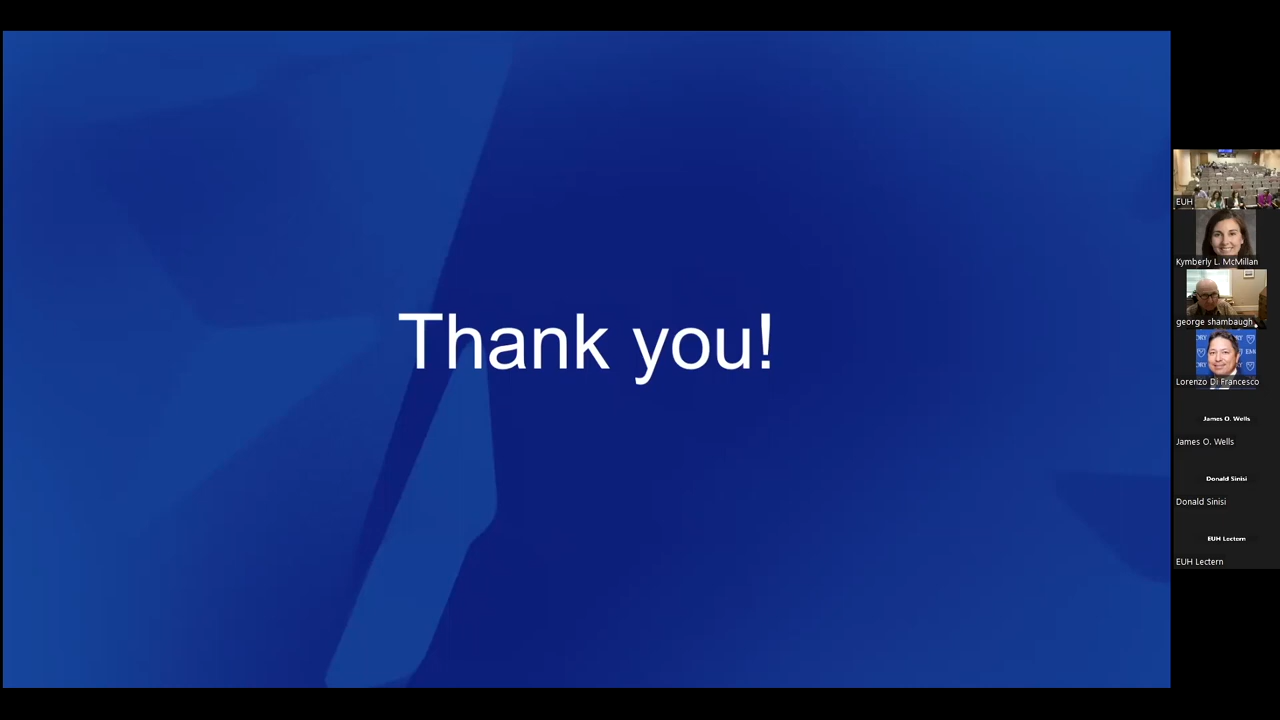 Thank you!
EUH
Kymberly L. McMillan
george shambaugh
Lorenzo Di Francesco
James O. Wells
James O. Wells
Donald Sinisi
Donald Sinisi
EUH Lectern
EUH Lectern